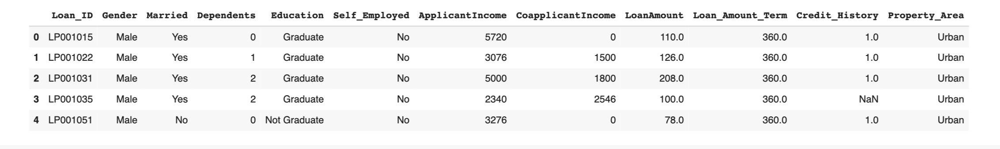 Loan_ID Gender Married Dependents Education Self_Employed ApplicantIncome CoapplicantIncome LoanAmount Loan_Amount_Term Credit_History Property_Area
0 LP001015 Male Yes 0 Graduate No 5720 0 110.0 360.0 1.0 Urban
1 LP001022 Male Yes 1 Graduate No 3076 1500 126.0 360.0 1.0 Urban
2 LP001031 Male Yes 2 Graduate No 5000 1800 208.0 360.0 1.0 Urban
3 LP001035 Male Yes 2 Graduate No 2340 2546 100.0 360.0 NaN Urban
4 LP001051 Male No 0 Not Graduate No 3276 0 78.0 360.0 1.0 Urban